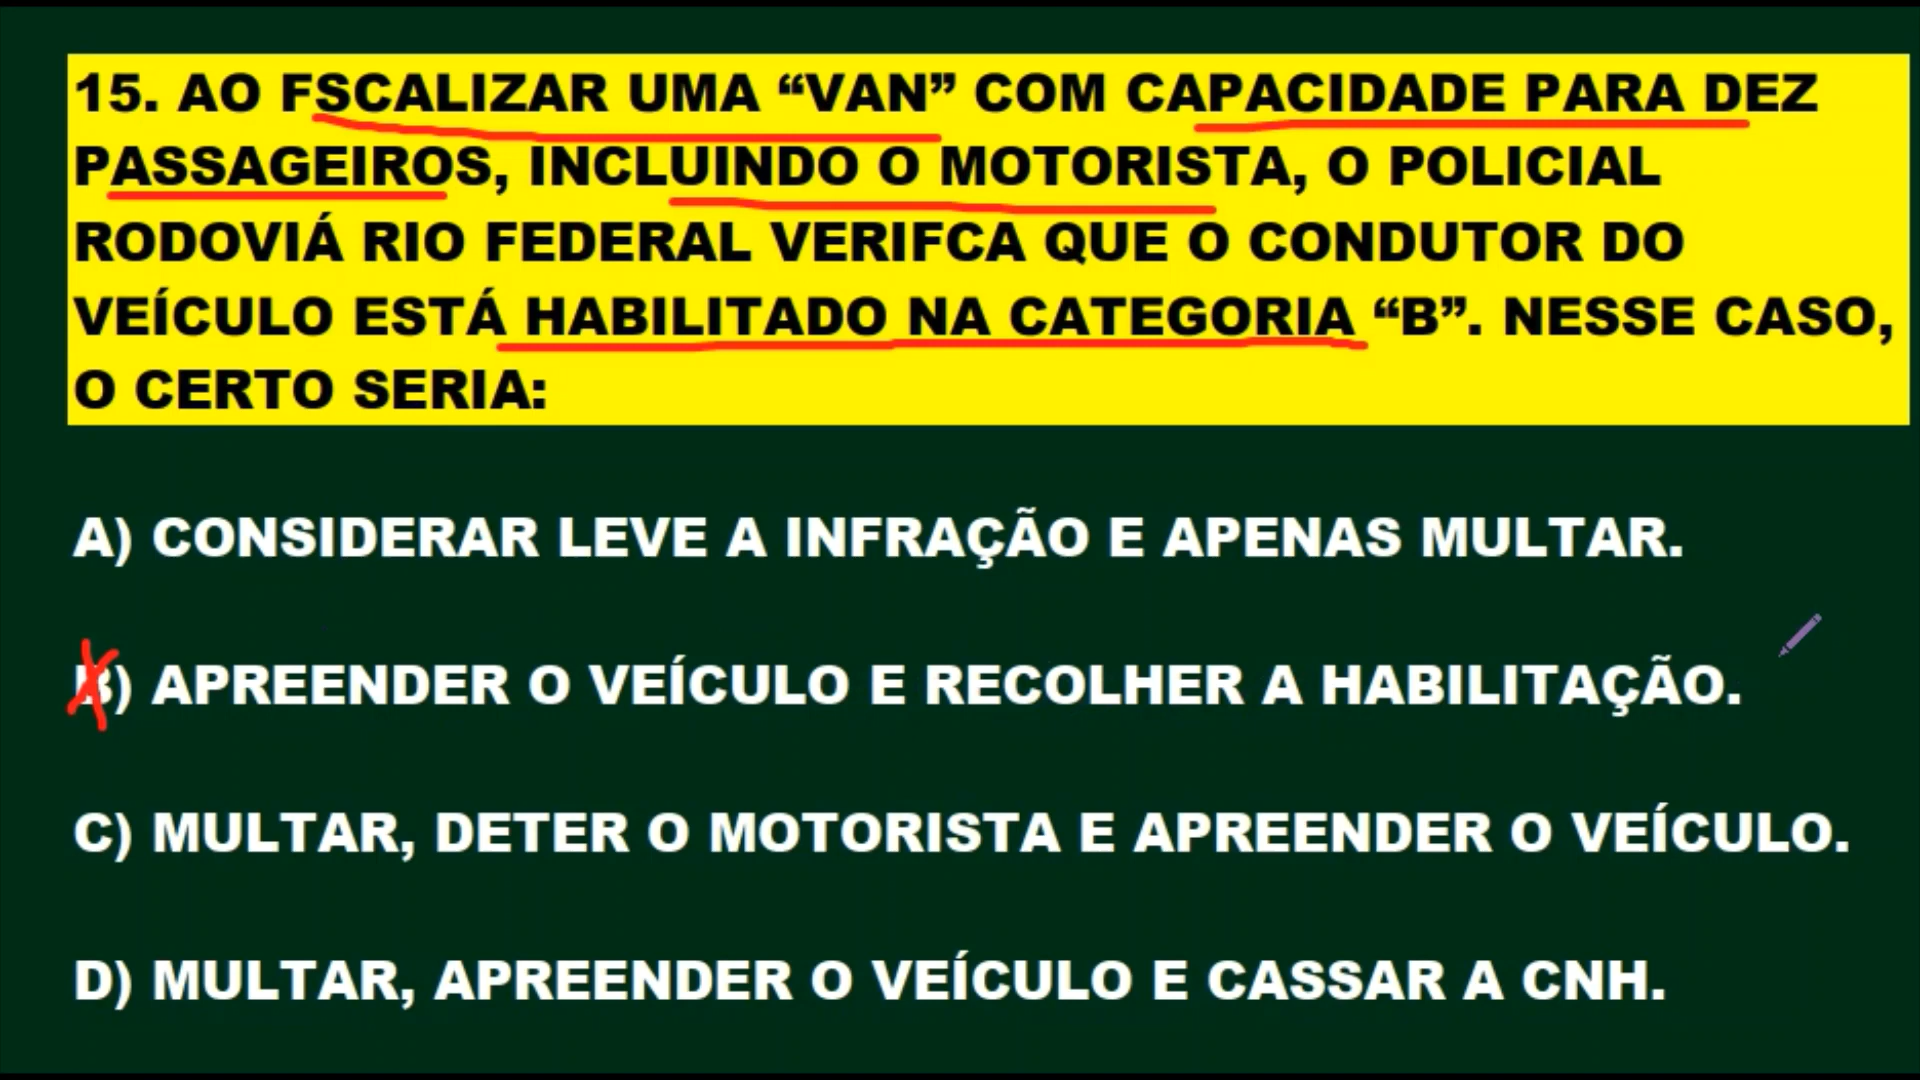 15. AO FSCALIZAR UMA “VAN” COM CAPACIDADE PARA DEZ
PASSAGEIROS, INCLUINDO O MOTORISTA, O POLICIAL
RODOVIÁ RIO FEDERAL VERIFCA QUE O CONDUTOR DO
VEÍCULO ESTÁ HABILITADO NA CATEGORIA “B”. NESSE CASO,
O CERTO SERIA:
A) CONSIDERAR LEVE A INFRAÇÃO E APENAS MULTAR.
B) APREENDER O VEÍCULO E RECOLHER A HABILITAÇÃO.
C) MULTAR, DETER O MOTORISTA E APREENDER O VEÍCULO.
D) MULTAR, APREENDER O VEÍCULO E CASSAR A CNH.